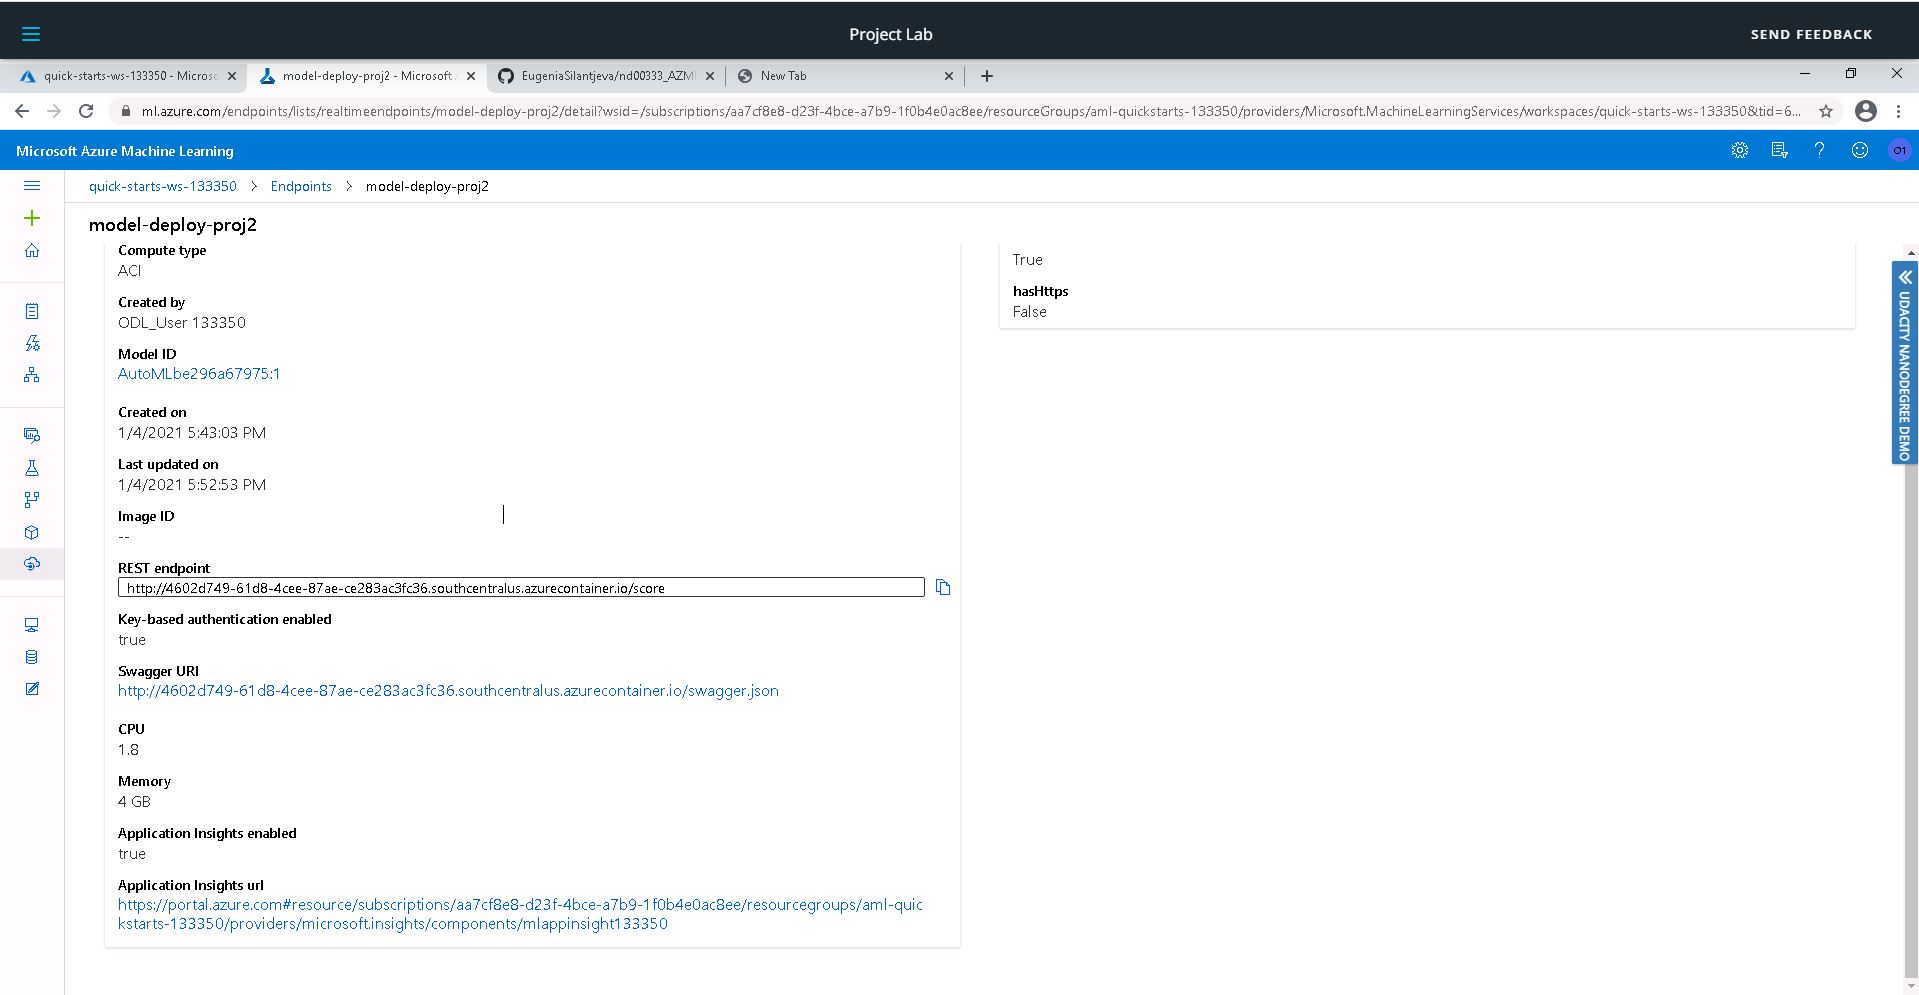 Project Lab
SEND FEEDBACK
quick-starts-ws-133350 - Microso
model-deploy-proj2 - Microsoft A
EugeniaSilantjeva/nd00333_AZML
New Tab
ml.azure.com/endpoints/lists/realtimeendpoints/model-deploy-proj2/detail?wsid=/subscriptions/aa7cf8e8-d23f-4bce-a7b9-1f0b4e0ac8ee/resourceGroups/aml-quickstarts-133350/providers/Microsoft.MachineLearningServices/workspaces/quick-starts-ws-133350&tid=6...
Microsoft Azure Machine Learning
O1
quick-starts-ws-133350 > Endpoints > model-deploy-proj2
model-deploy-proj2
Compute type
ACI
Created by
ODL_User 133350
Model ID
AutoMLbe296a67975:1
Created on
1/4/2021 5:43:03 PM
Last updated on
1/4/2021 5:52:53 PM
Image ID
--
REST endpoint
http://4602d749-61d8-4cee-87ae-ce283ac3fc36.southcentralus.azurecontainer.io/score
Key-based authentication enabled
true
Swagger URI
http://4602d749-61d8-4cee-87ae-ce283ac3fc36.southcentralus.azurecontainer.io/swagger.json
CPU
1.8
Memory
4 GB
Application Insights enabled
true
Application Insights url
https://portal.azure.com#resource/subscriptions/aa7cf8e8-d23f-4bce-a7b9-1f0b4e0ac8ee/resourcegroups/aml-quic
kstarts-133350/providers/microsoft.insights/components/mlappinsight133350
True
hasHttps
False
UDACITY NANODEGREE DEMO